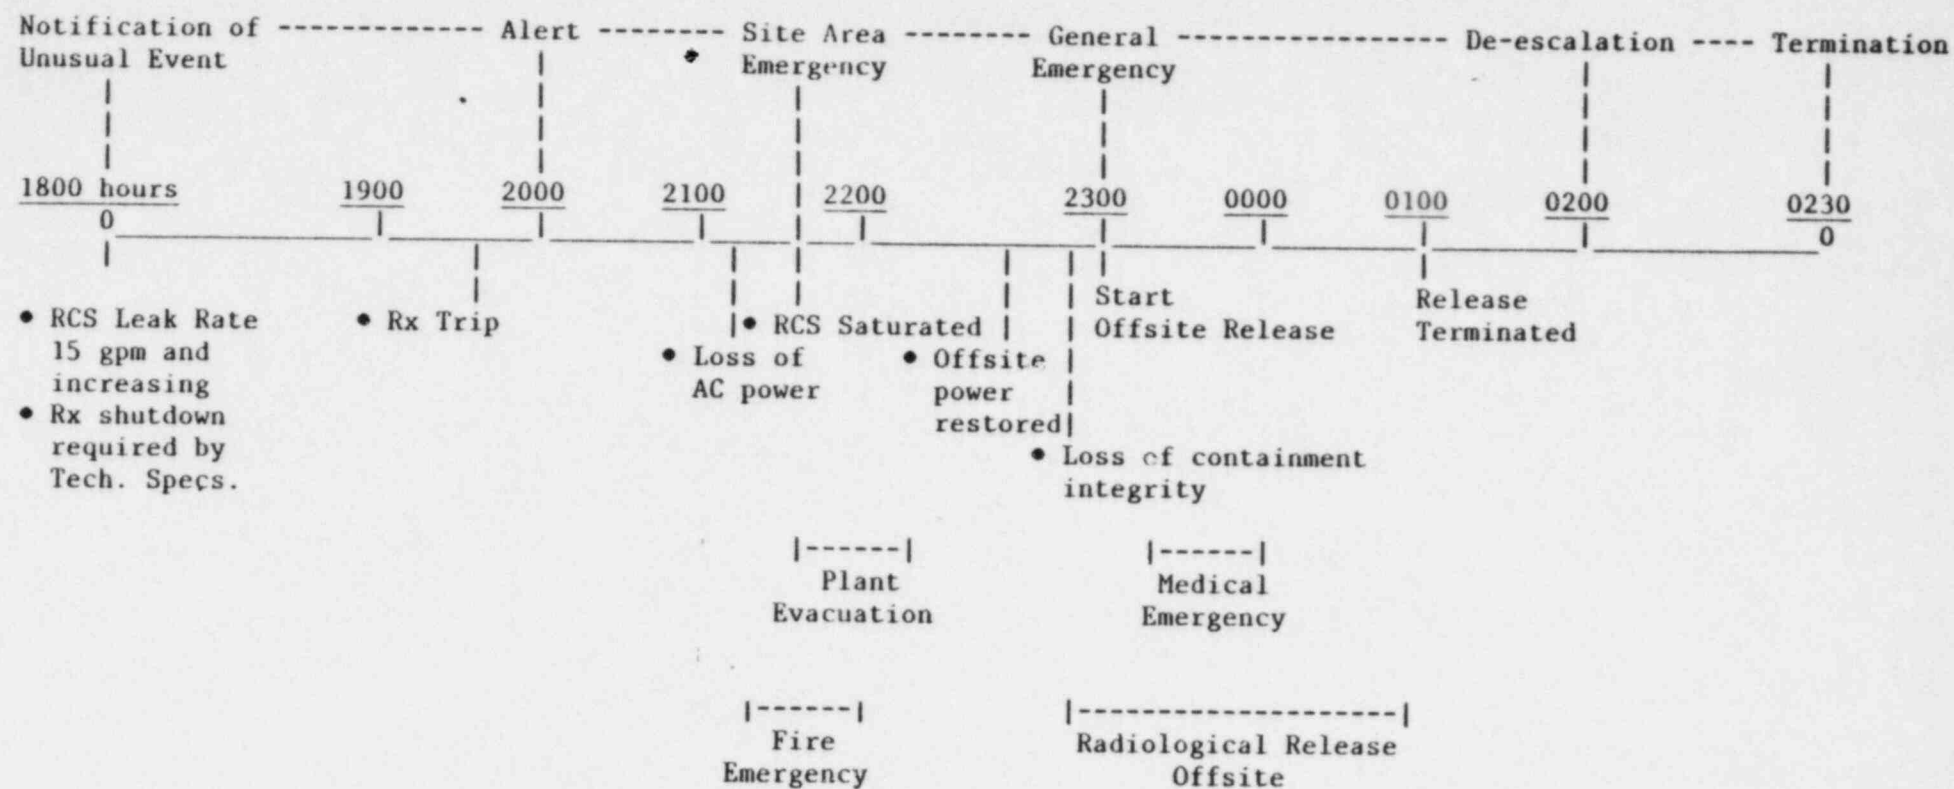 Notification of ------------- Alert -------- Site Area -------- General ----------------- De-escalation ---- Termination
Unusual Event
Emergency
Emergency
1800 hours
1900
2000
2100
2200
2300
0000
0100
0200
0230
0
0
• RCS Leak Rate
15 gpm and
increasing
• Rx shutdown
required by
Tech. Specs.
• Rx Trip
• Loss of
AC power
• RCS Saturated
• Offsite
power
restored
• Loss of containment
integrity
Start
Offsite Release
Release
Terminated
|------|
Plant
Evacuation
|------|
Medical
Emergency
|------|
Fire
Emergency
|--------------------|
Radiological Release
Offsite